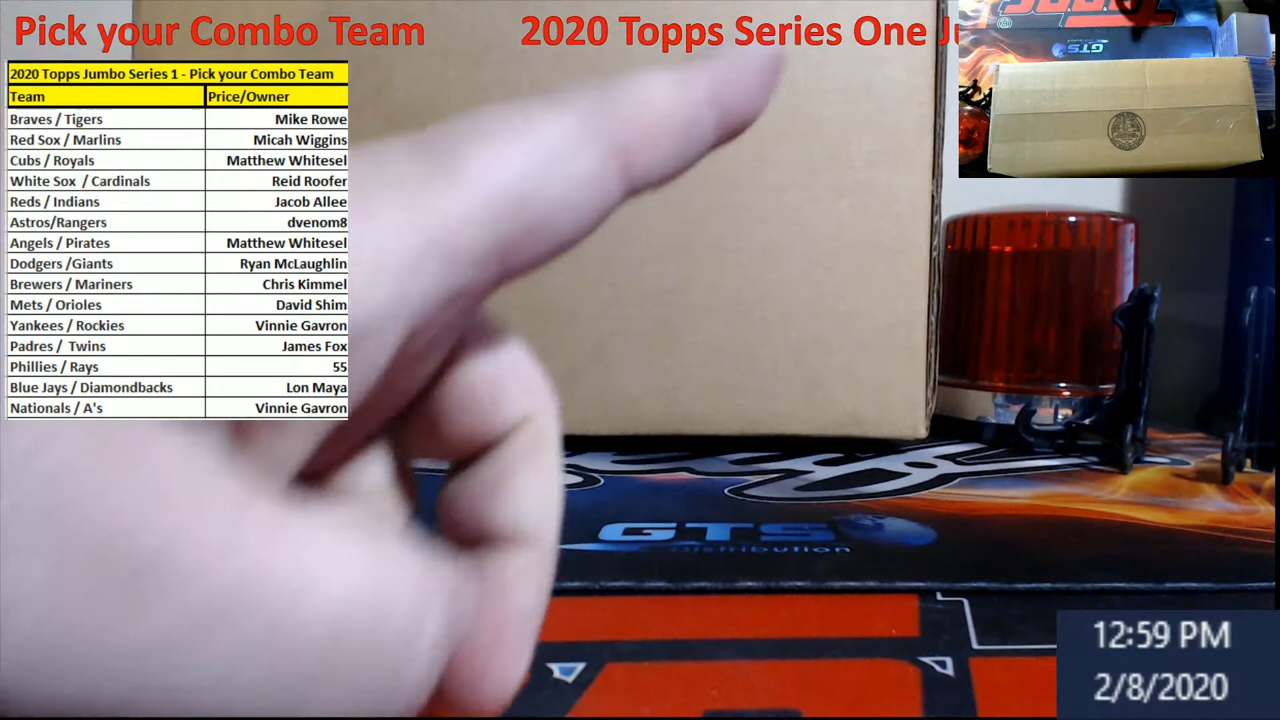 Pick your Combo Team 2020 Topps Series One Ju
2020 Topps Jumbo Series 1 - Pick your Combo Team
Team Price/Owner
Braves / Tigers Mike Rowe
Red Sox / Marlins Micah Wiggins
Cubs / Royals Matthew Whitesel
White Sox / Cardinals Reid Roofer
Reds / Indians Jacob Allee
Astros/Rangers dvenom8
Angels / Pirates Matthew Whitesel
Dodgers /Giants Ryan McLaughlin
Brewers / Mariners Chris Kimmel
Mets / Orioles David Shim
Yankees / Rockies Vinnie Gavron
Padres / Twins James Fox
Phillies / Rays 55
Blue Jays / Diamondbacks Lon Maya
Nationals / A's Vinnie Gavron
GTS
GTS
distribution
12:59 PM
2/8/2020